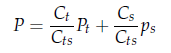 P = \frac{C_t}{C_{ts}} P_t + \frac{C_s}{C_{ts}} p_s